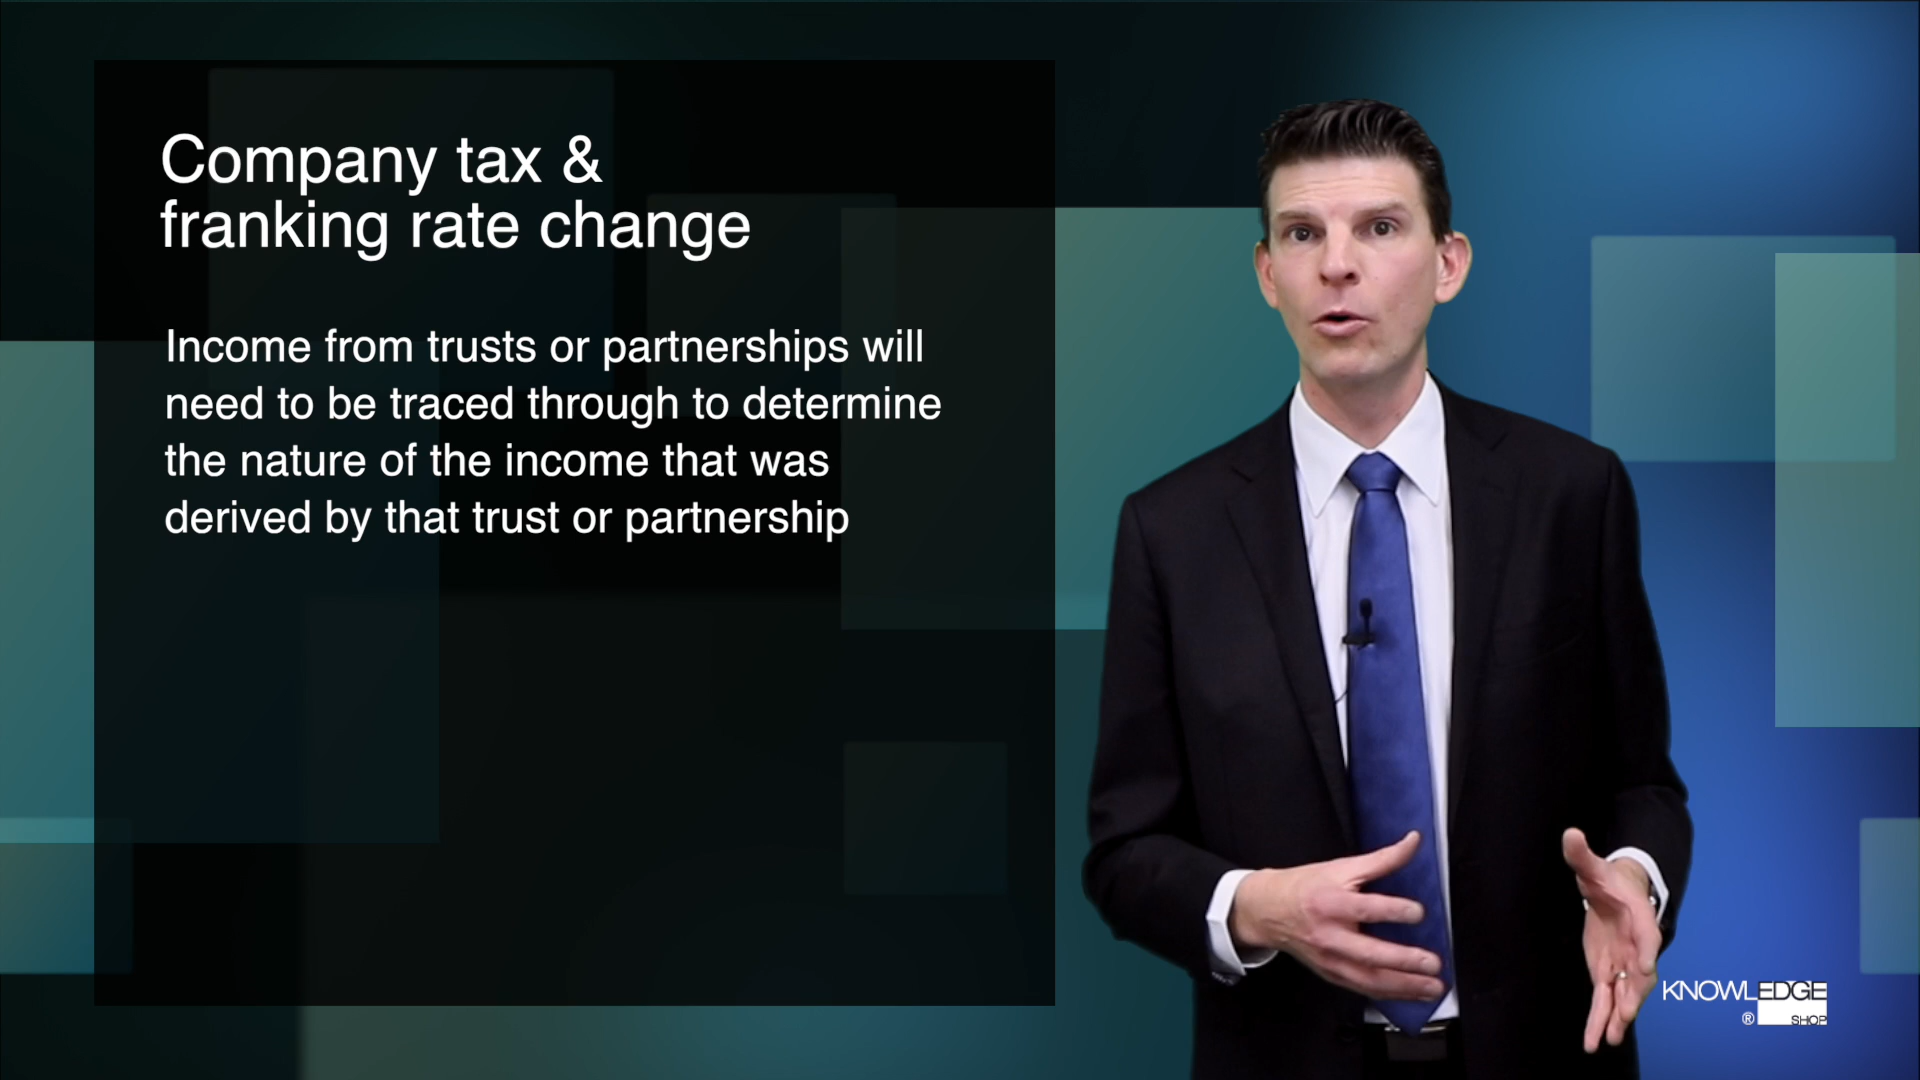 Company tax &
franking rate change
Income from trusts or partnerships will
need to be traced through to determine
the nature of the income that was
derived by that trust or partnership
KNOWLEDGE
® SHOP